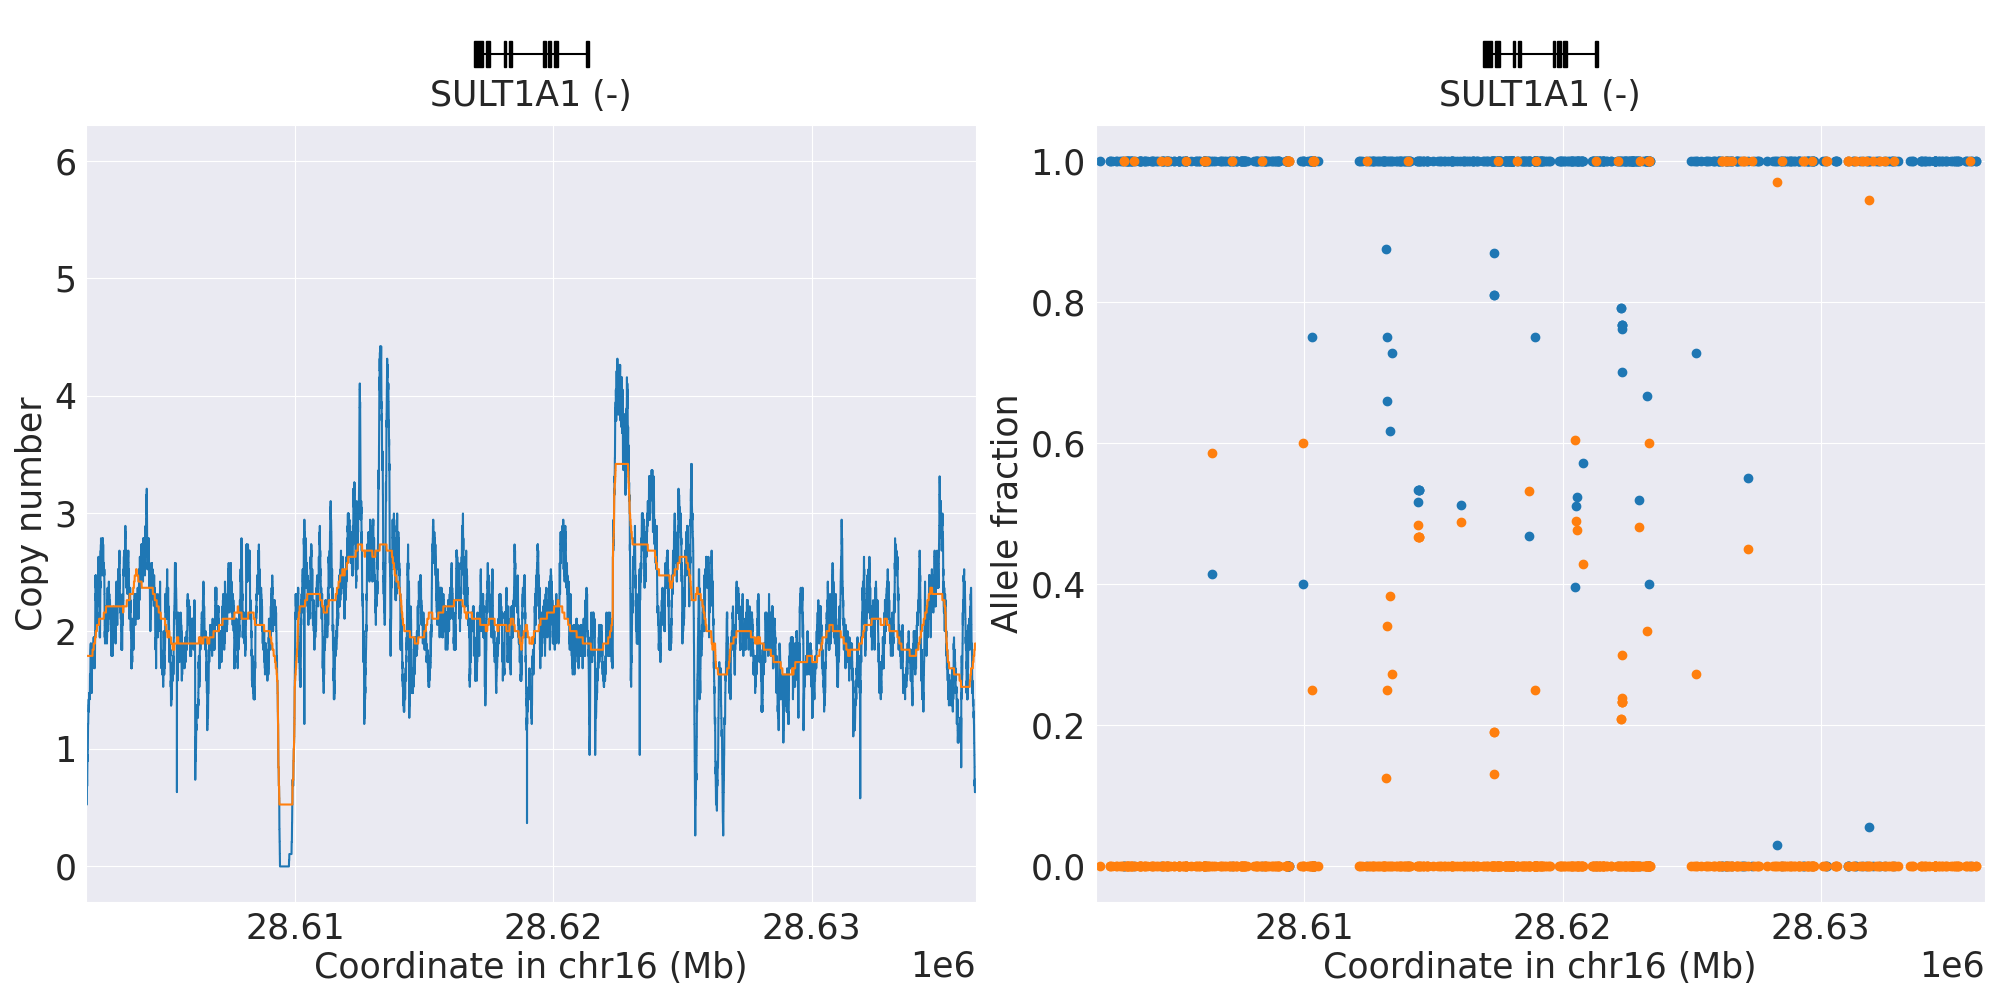 SULT1A1 (-)
6
5
4
3
2
1
0
Copy number
28.61
28.62
28.63
Coordinate in chr16 (Mb)
1e6
SULT1A1 (-)
1.0
0.8
0.6
0.4
0.2
0.0
Allele fraction
28.61
28.62
28.63
Coordinate in chr16 (Mb)
1e6